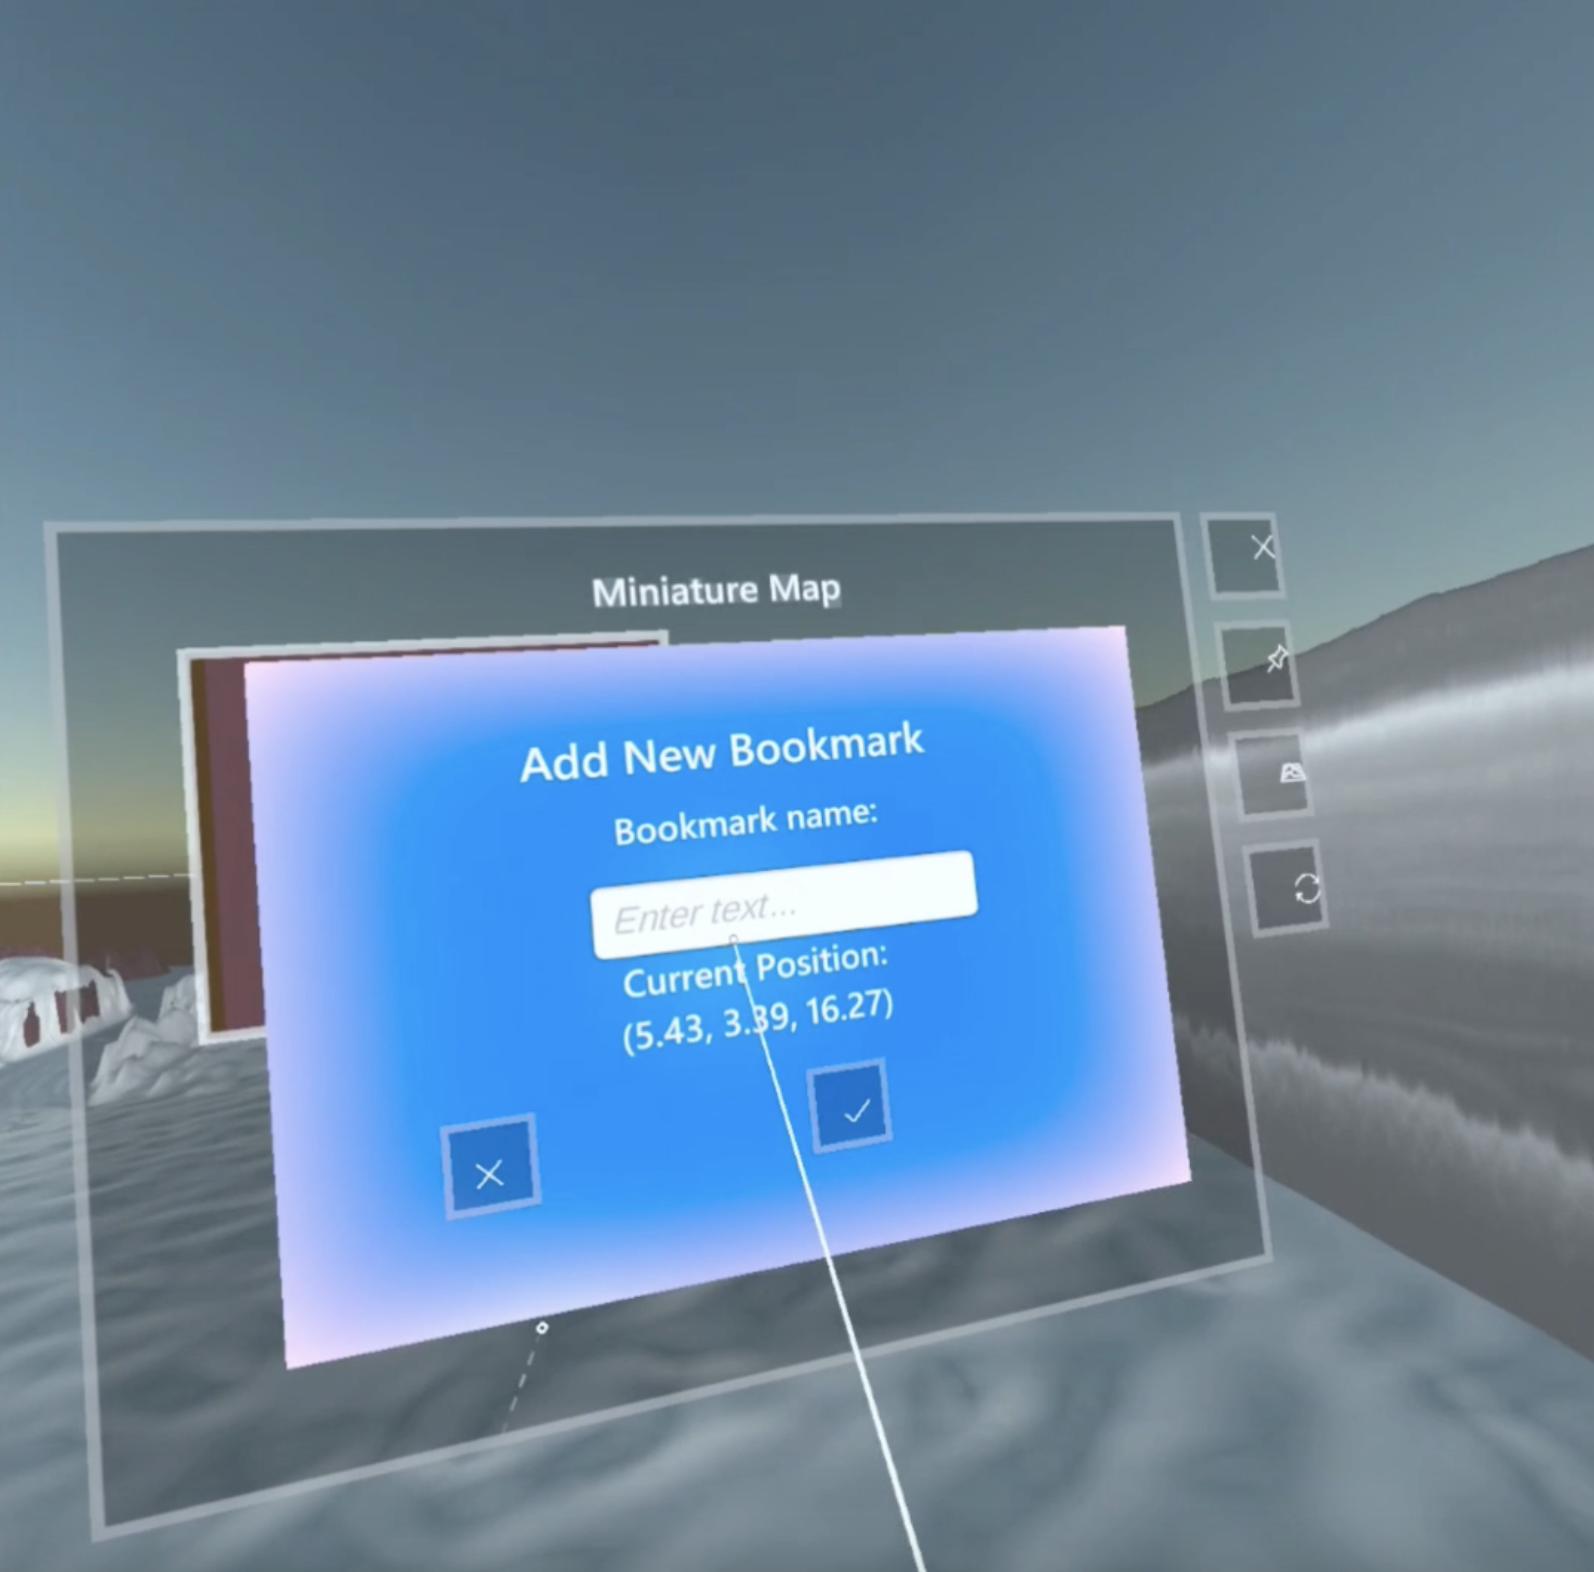 Miniature Map
Add New Bookmark
Bookmark name:
Enter text...
Current Position:
(5.43, 3.39, 16.27)